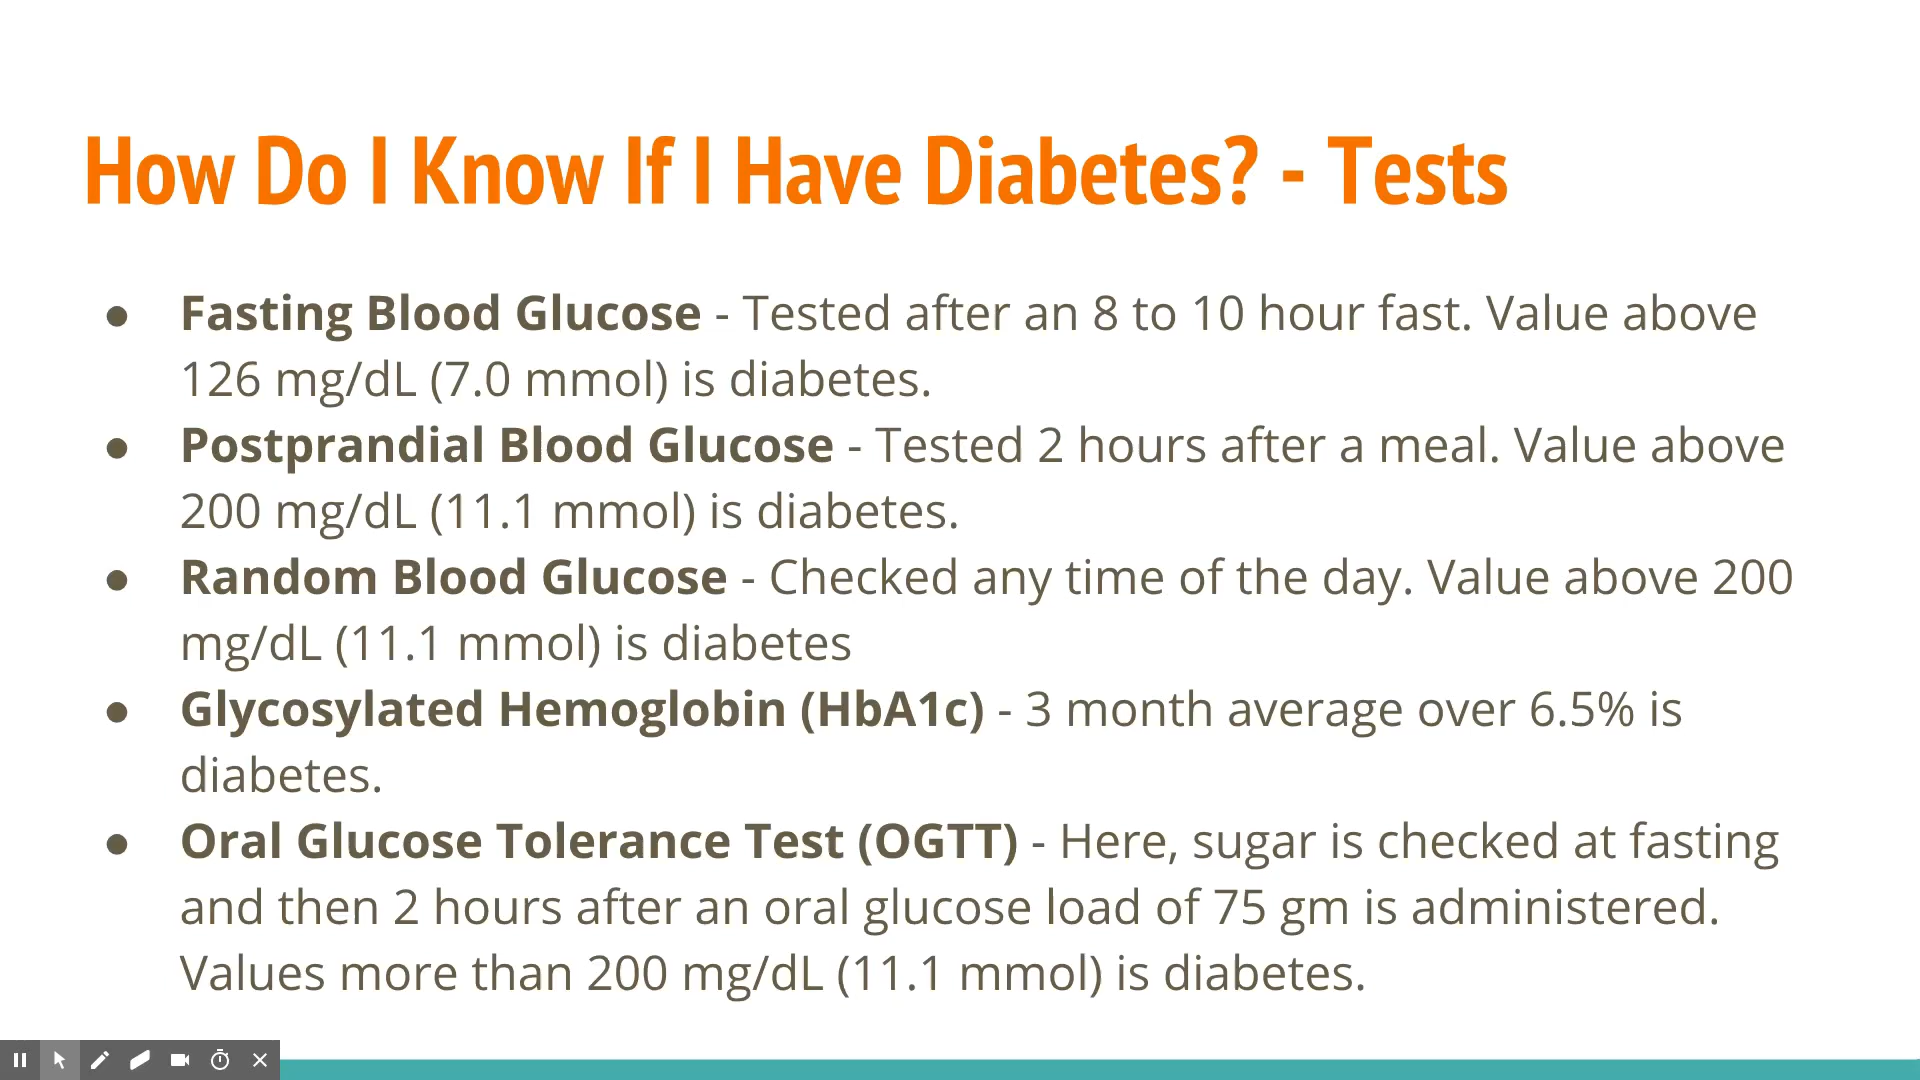 How Do I Know If I Have Diabetes? - Tests
● Fasting Blood Glucose - Tested after an 8 to 10 hour fast. Value above
126 mg/dL (7.0 mmol) is diabetes.
● Postprandial Blood Glucose - Tested 2 hours after a meal. Value above
200 mg/dL (11.1 mmol) is diabetes.
● Random Blood Glucose - Checked any time of the day. Value above 200
mg/dL (11.1 mmol) is diabetes
● Glycosylated Hemoglobin (HbA1c) - 3 month average over 6.5% is
diabetes.
● Oral Glucose Tolerance Test (OGTT) - Here, sugar is checked at fasting
and then 2 hours after an oral glucose load of 75 gm is administered.
Values more than 200 mg/dL (11.1 mmol) is diabetes.